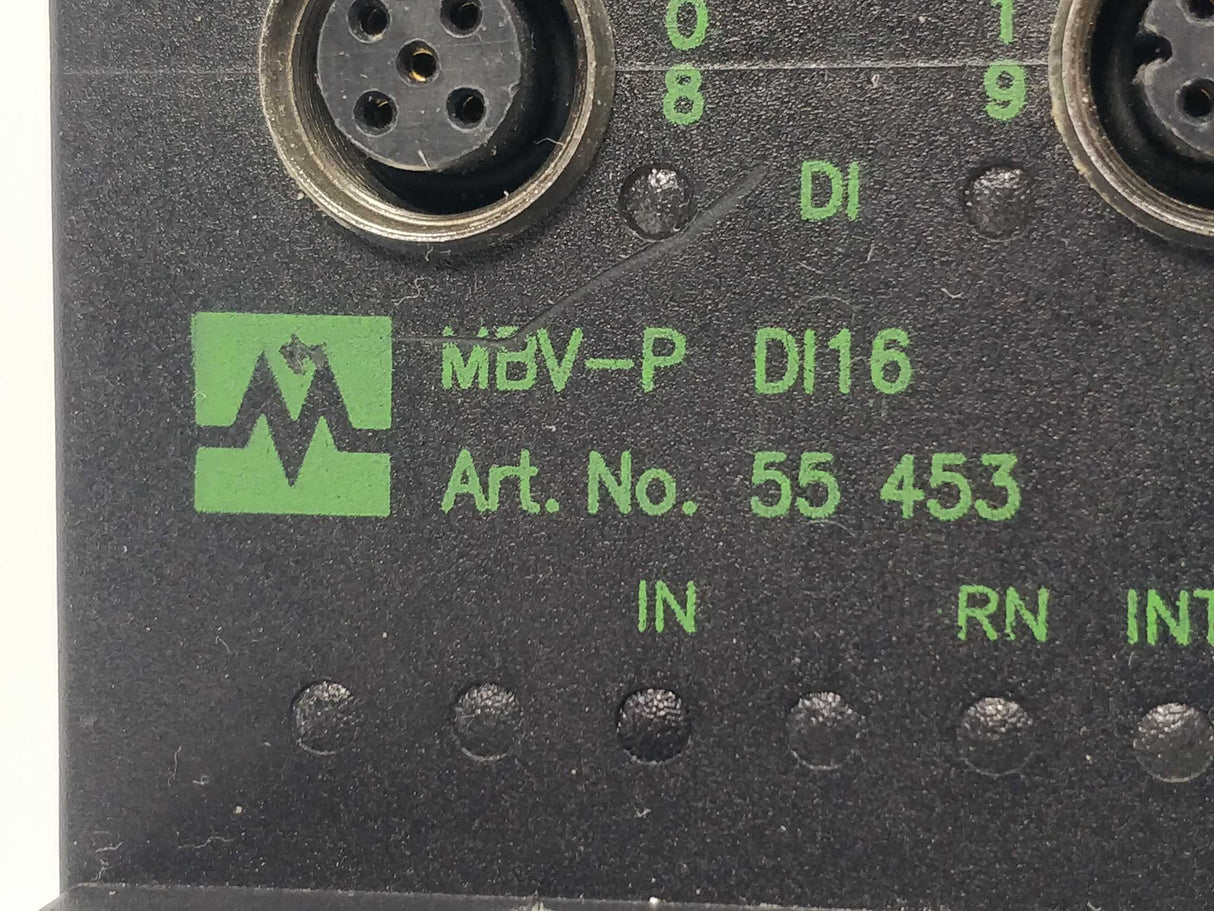 0 1
8 9
DI
MBV-P DI16
Art. No. 55 453
IN RN INT